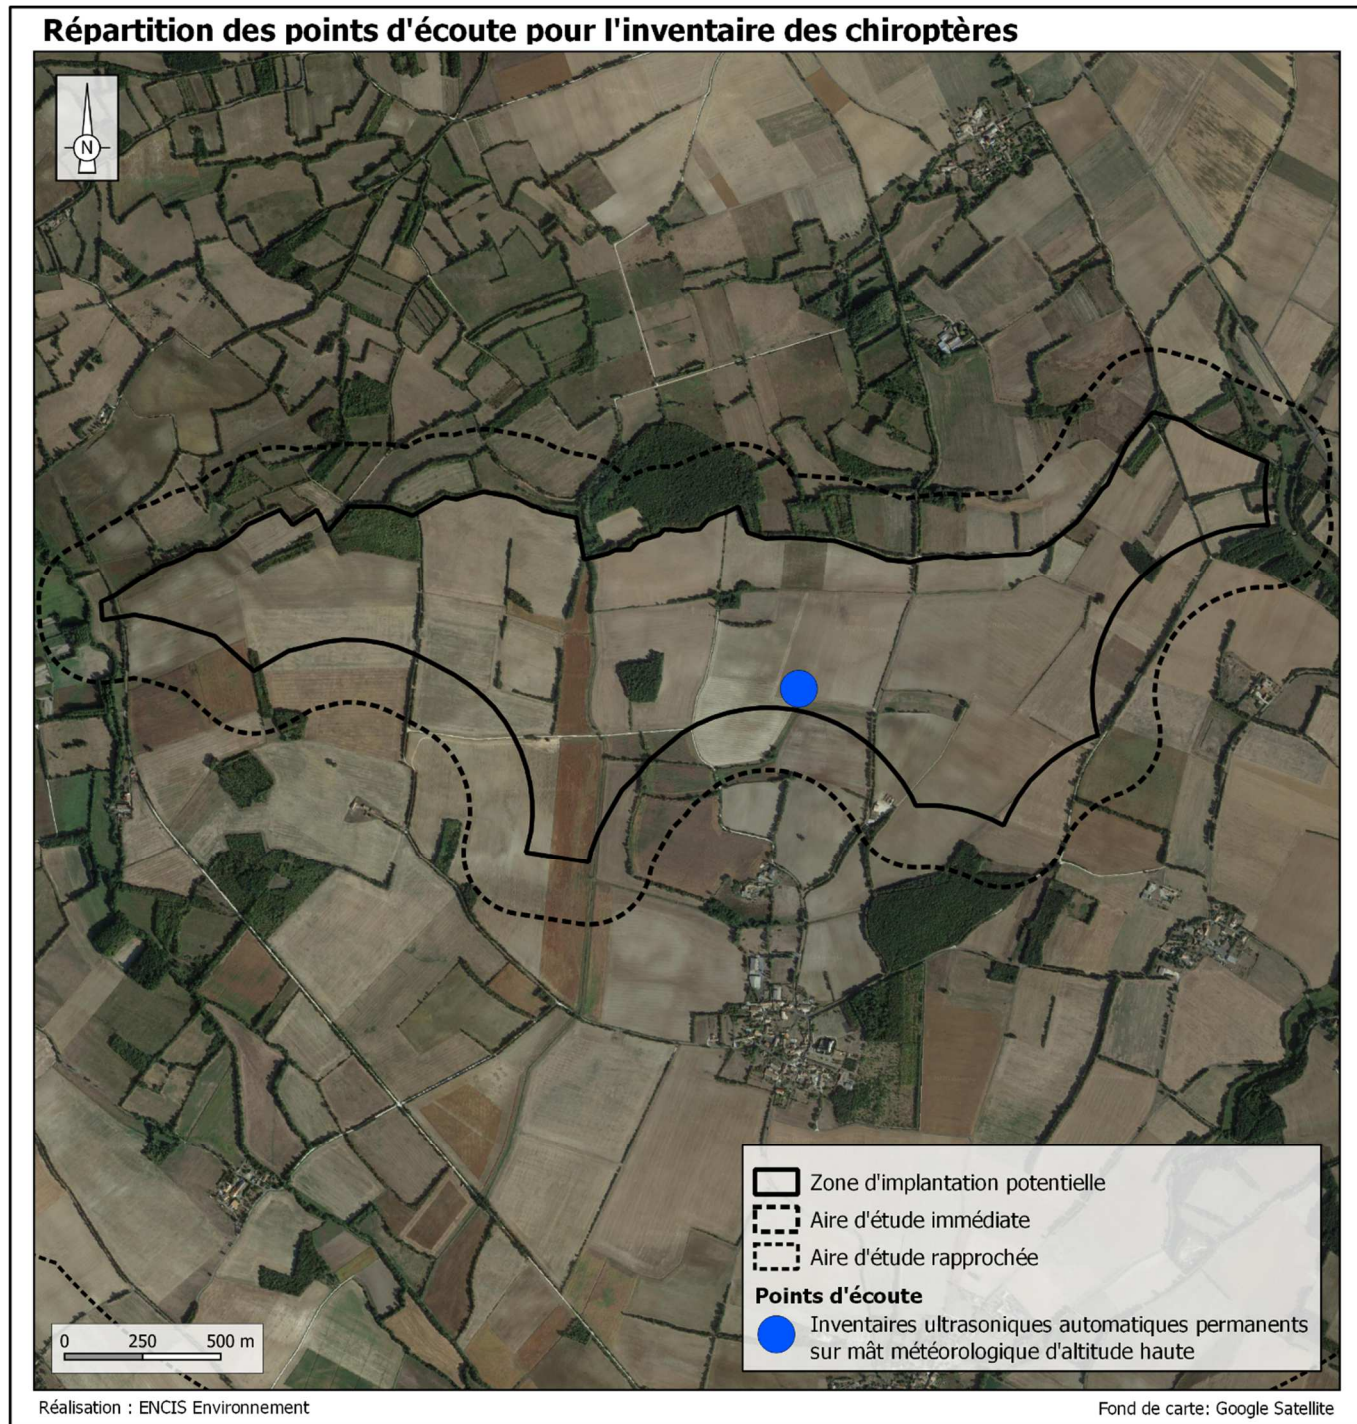 Répartition des points d'écoute pour l'inventaire des chiroptères
N
Zone d'implantation potentielle
Aire d'étude immédiate
Aire d'étude rapprochée
Points d'écoute
Inventaires ultrasoniques automatiques permanents
sur mât météorologique d'altitude haute
0 250 500 m
Réalisation : ENCIS Environnement
Fond de carte: Google Satellite